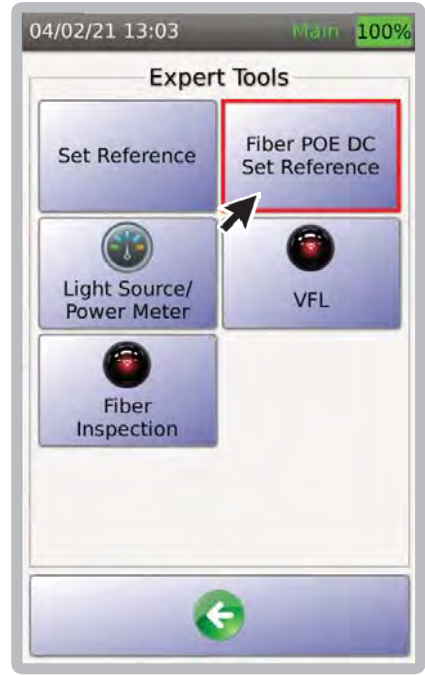 04/02/21 13:03 Main 100%
Expert Tools
Set Reference
Fiber POE DC
Set Reference
Light Source/
Power Meter
VFL
Fiber
Inspection